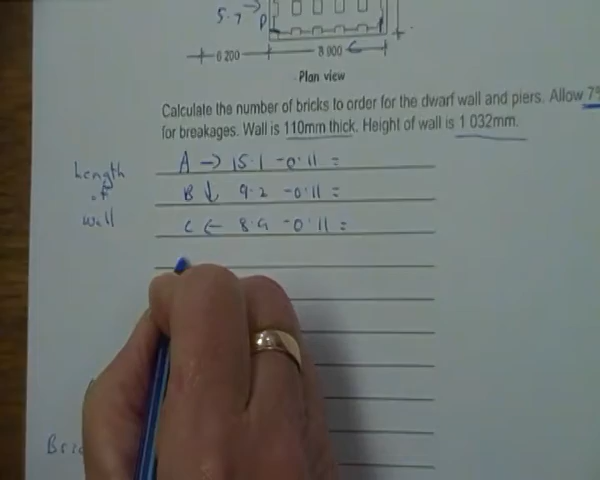 5.7 → P
6 200 8 900 C
Plan view
Calculate the number of bricks to order for the dwarf wall and piers. Allow 7%
for breakages. Wall is 110mm thick. Height of wall is 1 032mm.
Length of wall
A → 15.1 -0.11 =
B ↓ 9.2 -0.11 =
C ← 8.9 -0.11 =